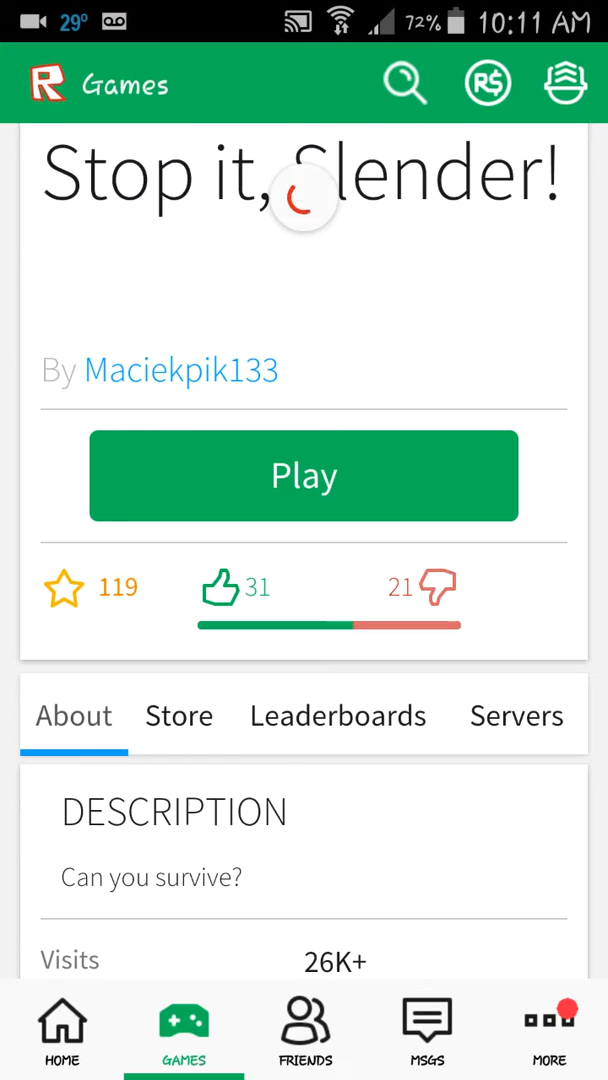 29° 72% 10:11 AM
R Games R$
Stop it, Slender!
By Maciekpik133
Play
119 31 21
About Store Leaderboards Servers
DESCRIPTION
Can you survive?
Visits 26K+
HOME GAMES FRIENDS MSGS MORE